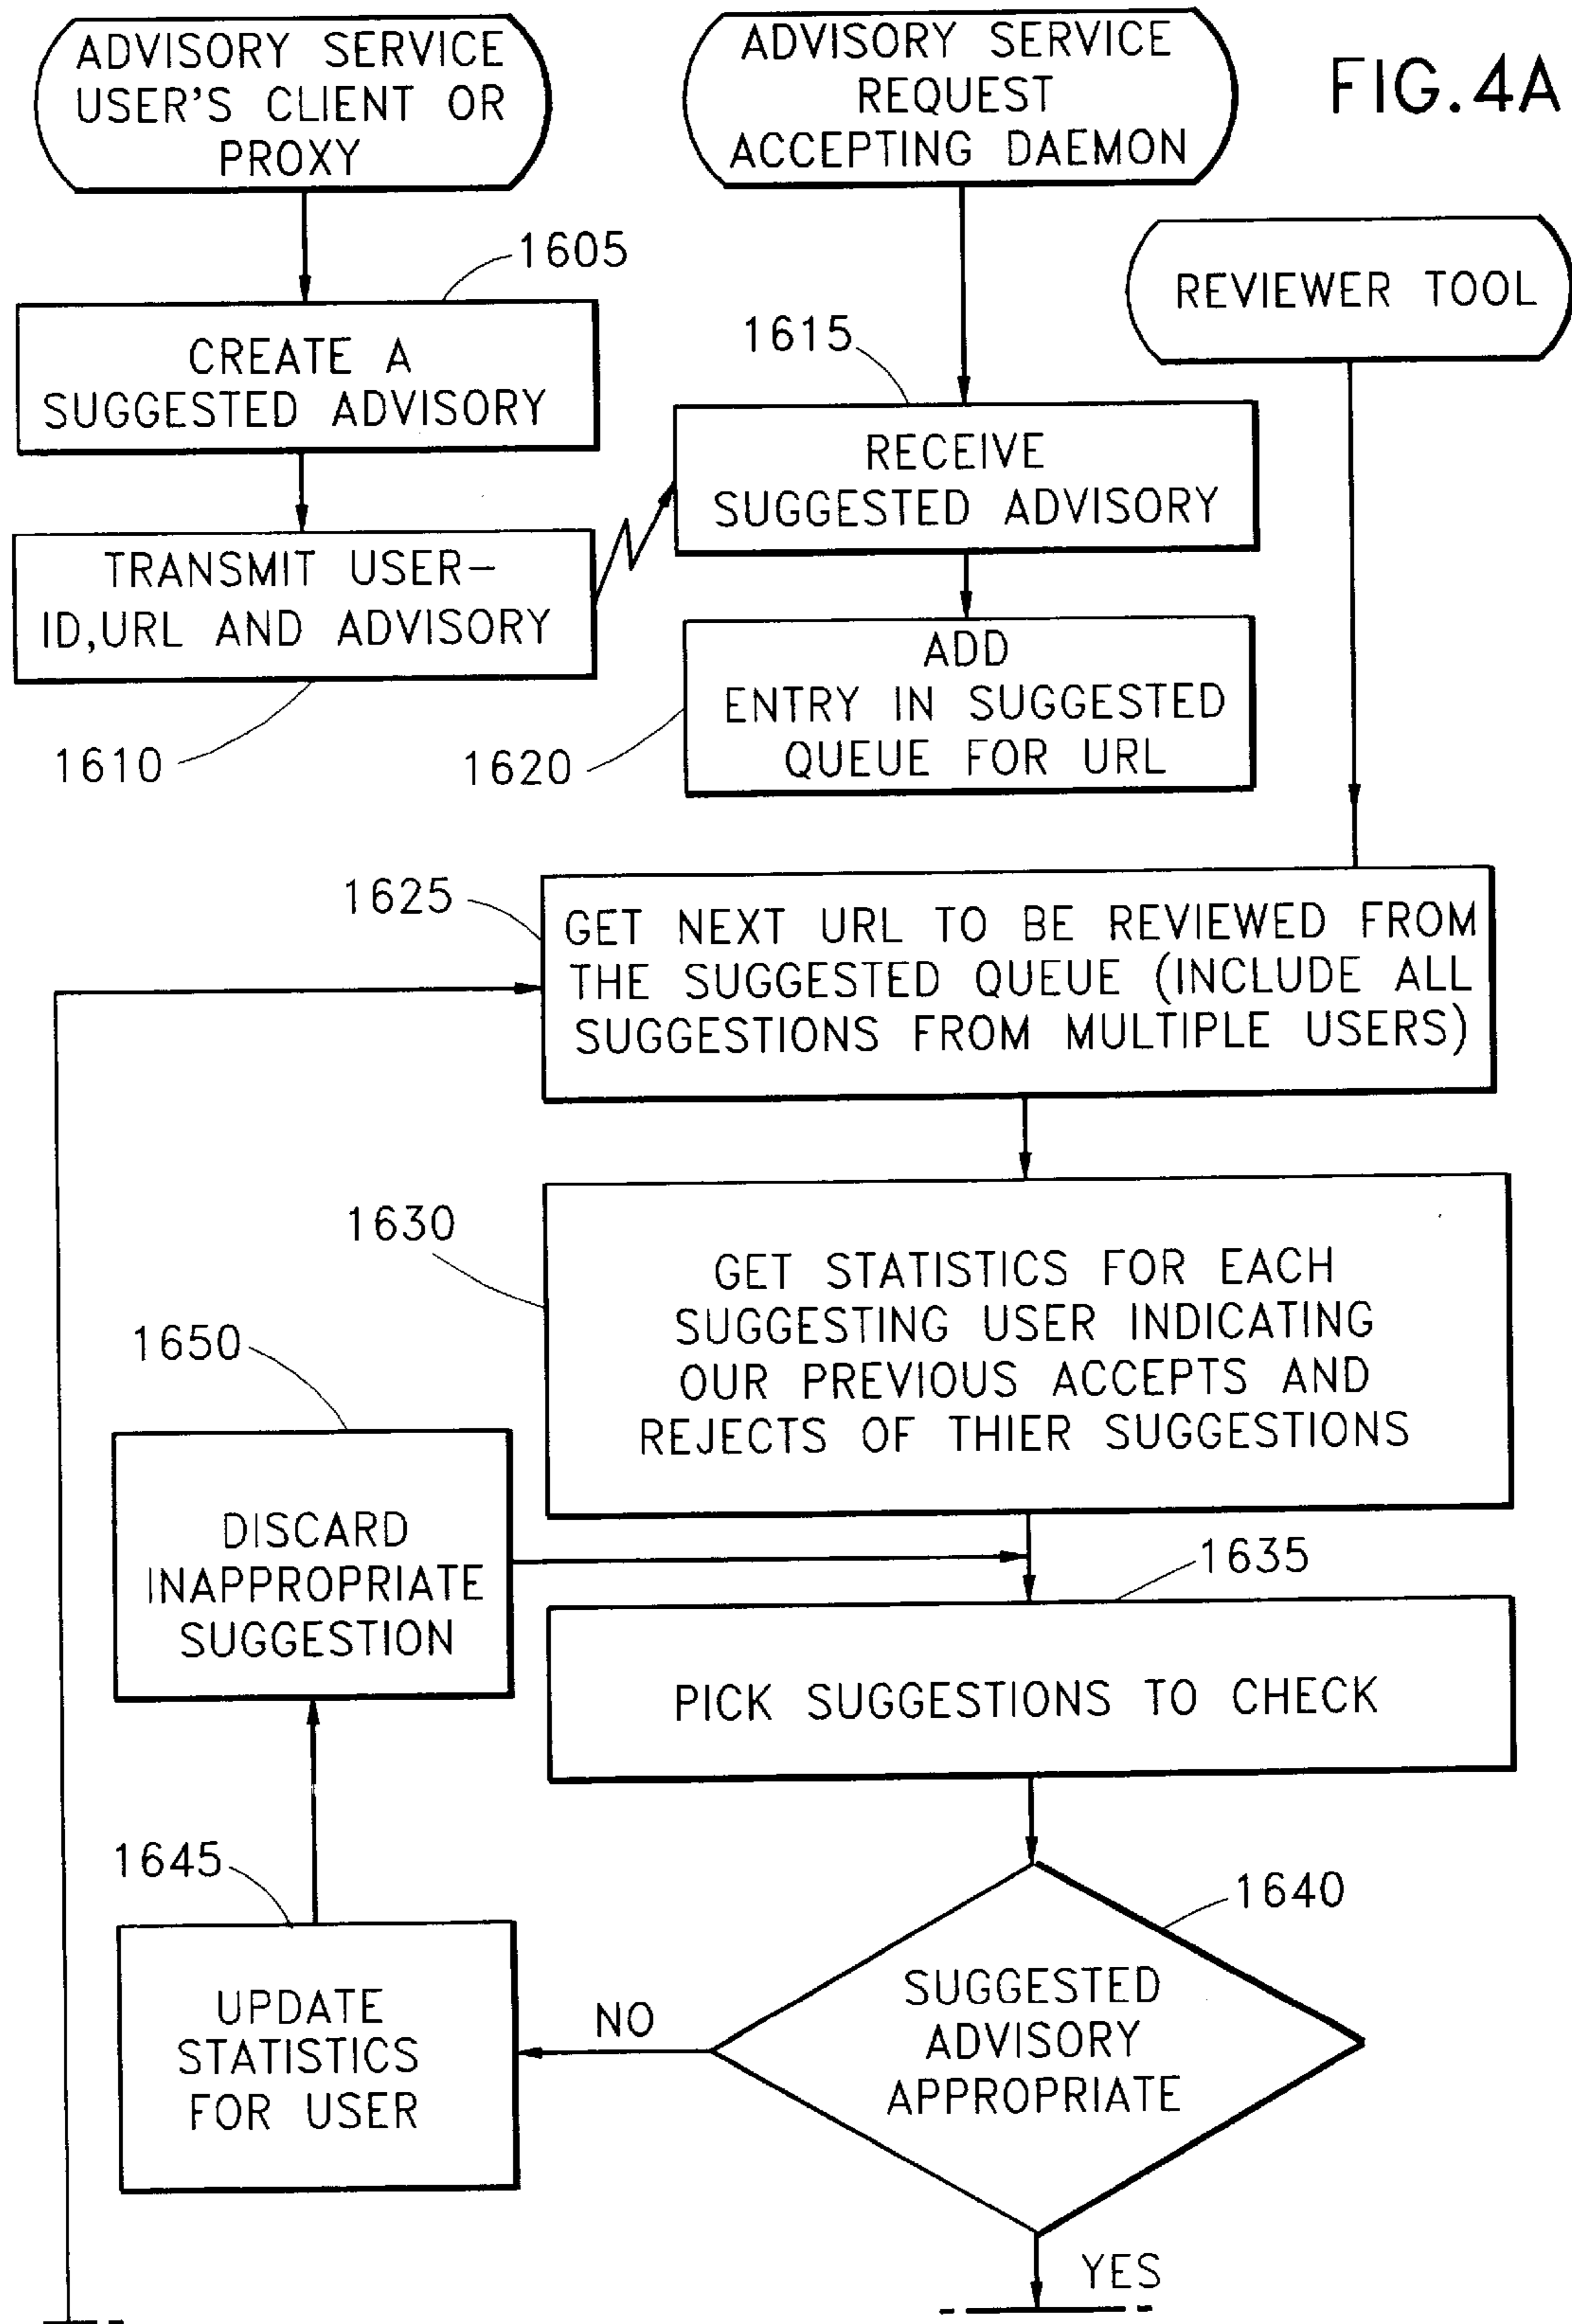 ADVISORY SERVICE
USER'S CLIENT OR
PROXY
ADVISORY SERVICE
REQUEST
ACCEPTING DAEMON
FIG.4A
REVIEWER TOOL
1605
CREATE A
SUGGESTED ADVISORY
1615
RECEIVE
SUGGESTED ADVISORY
TRANSMIT USER-
ID,URL AND ADVISORY
1610
ADD
ENTRY IN SUGGESTED
QUEUE FOR URL
1620
1625
GET NEXT URL TO BE REVIEWED FROM
THE SUGGESTED QUEUE (INCLUDE ALL
SUGGESTIONS FROM MULTIPLE USERS)
1630
GET STATISTICS FOR EACH
SUGGESTING USER INDICATING
OUR PREVIOUS ACCEPTS AND
REJECTS OF THIER SUGGESTIONS
1650
DISCARD
INAPPROPRIATE
SUGGESTION
1635
PICK SUGGESTIONS TO CHECK
1645
UPDATE
STATISTICS
FOR USER
NO
1640
SUGGESTED
ADVISORY
APPROPRIATE
YES